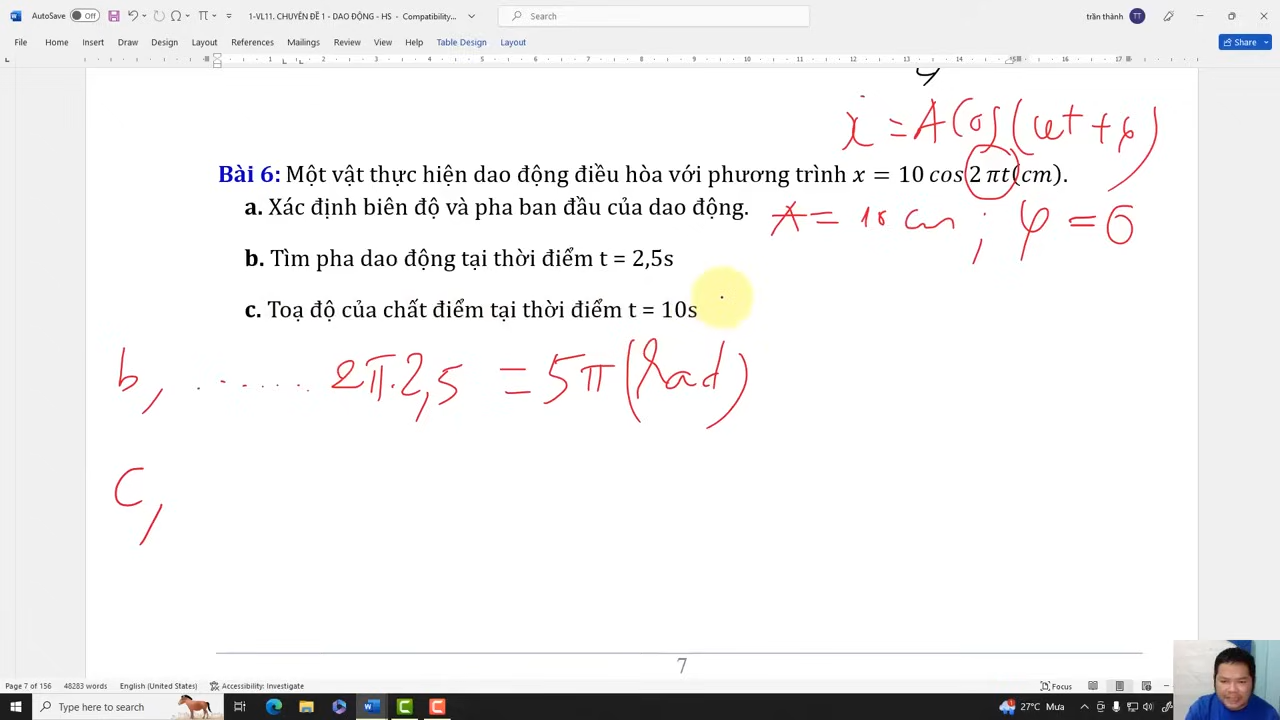 AutoSave Off 1-VL11. CHUYÊN ĐỀ 1 - DAO ĐỘNG - HS - Compatibility... Search trần thành TT
File Home Insert Draw Design Layout References Mailings Review View Help Table Design Layout Share
x = A cos(ωt + φ)
Bài 6: Một vật thực hiện dao động điều hòa với phương trình x = 10 cos 2 πt(cm).
a. Xác định biên độ và pha ban đầu của dao động. A = 10 cm ; φ = 0
b. Tìm pha dao động tại thời điểm t = 2,5s
c. Toạ độ của chất điểm tại thời điểm t = 10s
b, ....... 2π.2,5 = 5π (rad)
c,
7
Page 7 of 156 48283 words English (United States) Accessibility: Investigate Focus
Type here to search 27°C Mưa